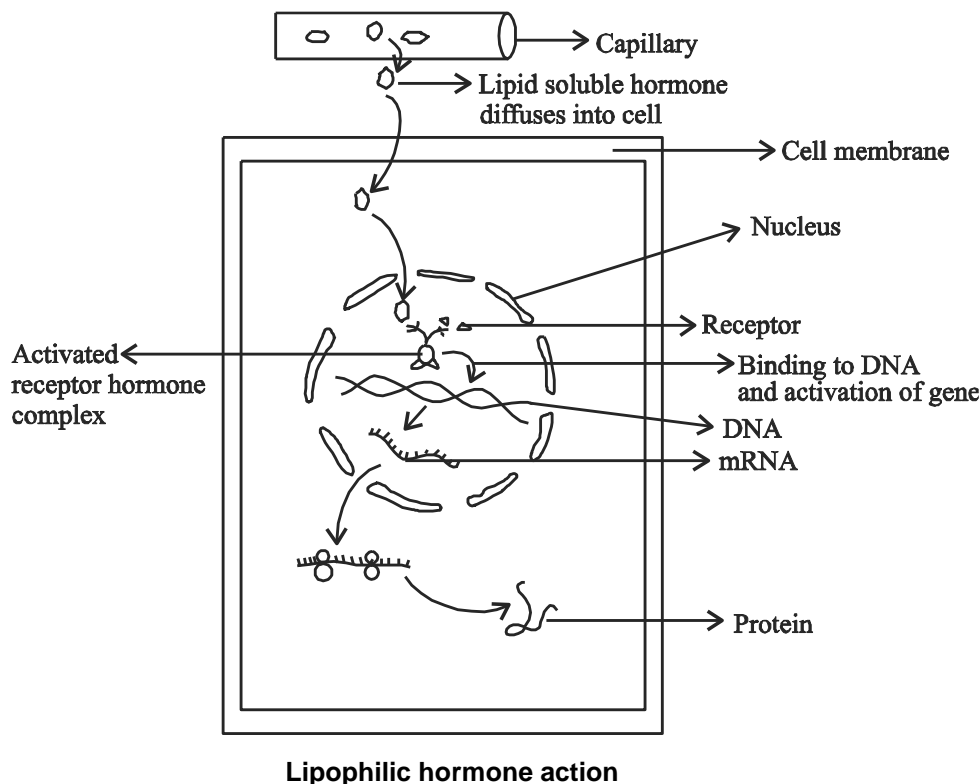 Capillary
Lipid soluble hormone
diffuses into cell
Cell membrane
Nucleus
Receptor
Activated
receptor hormone
complex
Binding to DNA
and activation of gene
DNA
mRNA
Protein
Lipophilic hormone action